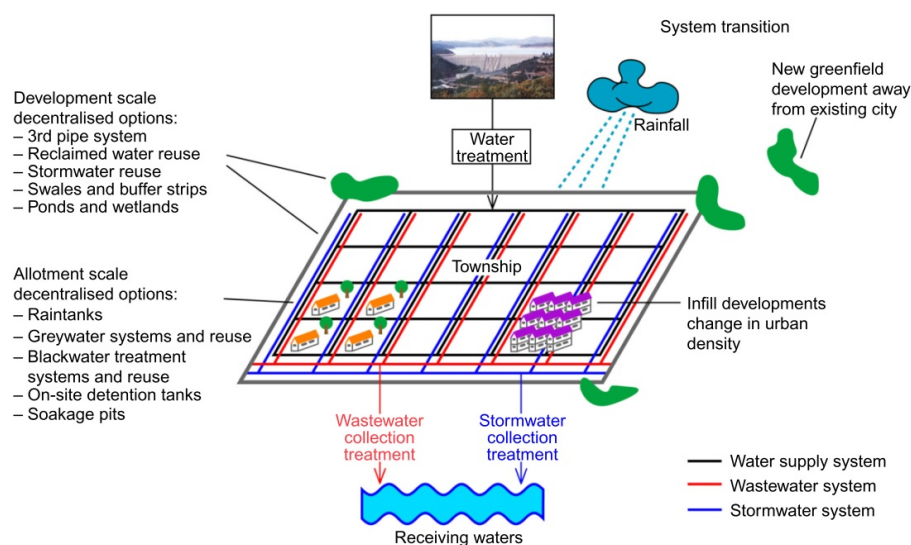 System transition
New greenfield
development away
from existing city
Development scale
decentralised options:
– 3rd pipe system
– Reclaimed water reuse
– Stormwater reuse
– Swales and buffer strips
– Ponds and wetlands
Water
treatment
Rainfall
Township
Allotment scale
decentralised options:
– Raintanks
– Greywater systems and reuse
– Blackwater treatment
systems and reuse
– On-site detention tanks
– Soakage pits
Infill developments
change in urban
density
Wastewater
collection
treatment
Stormwater
collection
treatment
Water supply system
Wastewater system
Stormwater system
Receiving waters